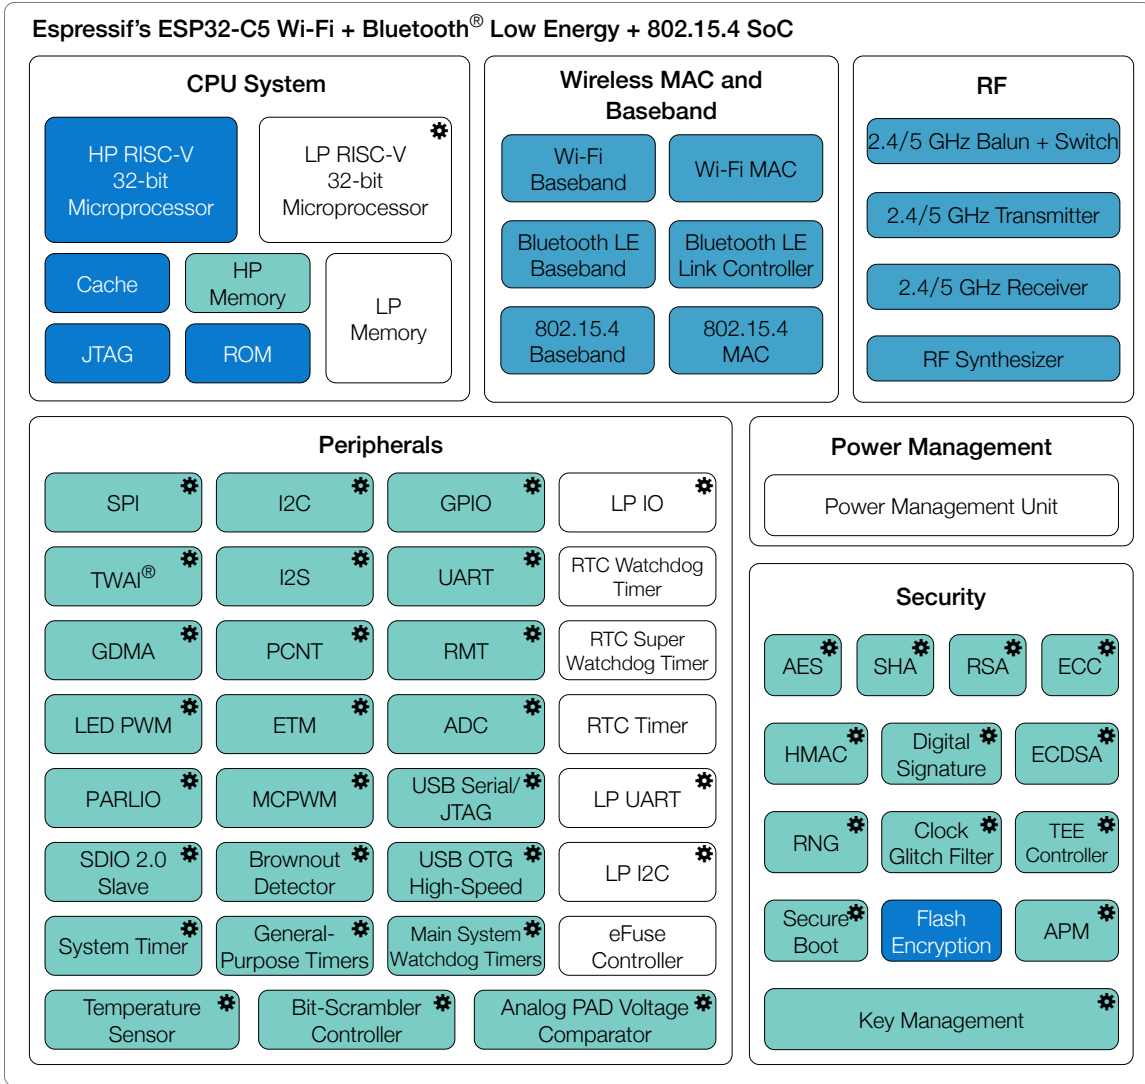 Espressif's ESP32-C5 Wi-Fi + Bluetooth® Low Energy + 802.15.4 SoC
CPU System
HP RISC-V
32-bit
Microprocessor
LP RISC-V
32-bit
Microprocessor
Cache
HP
Memory
LP
Memory
JTAG
ROM
Wireless MAC and
Baseband
Wi-Fi
Baseband
Wi-Fi MAC
Bluetooth LE
Baseband
Bluetooth LE
Link Controller
802.15.4
Baseband
802.15.4
MAC
RF
2.4/5 GHz Balun + Switch
2.4/5 GHz Transmitter
2.4/5 GHz Receiver
RF Synthesizer
Peripherals
SPI
I2C
GPIO
LP IO
TWAI®
I2S
UART
RTC Watchdog
Timer
GDMA
PCNT
RMT
RTC Super
Watchdog Timer
LED PWM
ETM
ADC
RTC Timer
PARLIO
MCPWM
USB Serial/
JTAG
LP UART
SDIO 2.0
Slave
Brownout
Detector
USB OTG
High-Speed
LP I2C
System Timer
General-
Purpose Timers
Main System
Watchdog Timers
eFuse
Controller
Temperature
Sensor
Bit-Scrambler
Controller
Analog PAD Voltage
Comparator
Power Management
Power Management Unit
Security
AES
SHA
RSA
ECC
HMAC
Digital
Signature
ECDSA
RNG
Clock
Glitch Filter
TEE
Controller
Secure
Boot
Flash
Encryption
APM
Key Management